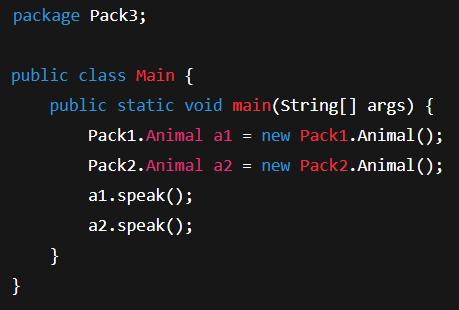 package Pack3;
public class Main {
public static void main(String[] args) {
Pack1.Animal a1 = new Pack1.Animal();
Pack2.Animal a2 = new Pack2.Animal();
a1.speak();
a2.speak();
}
}